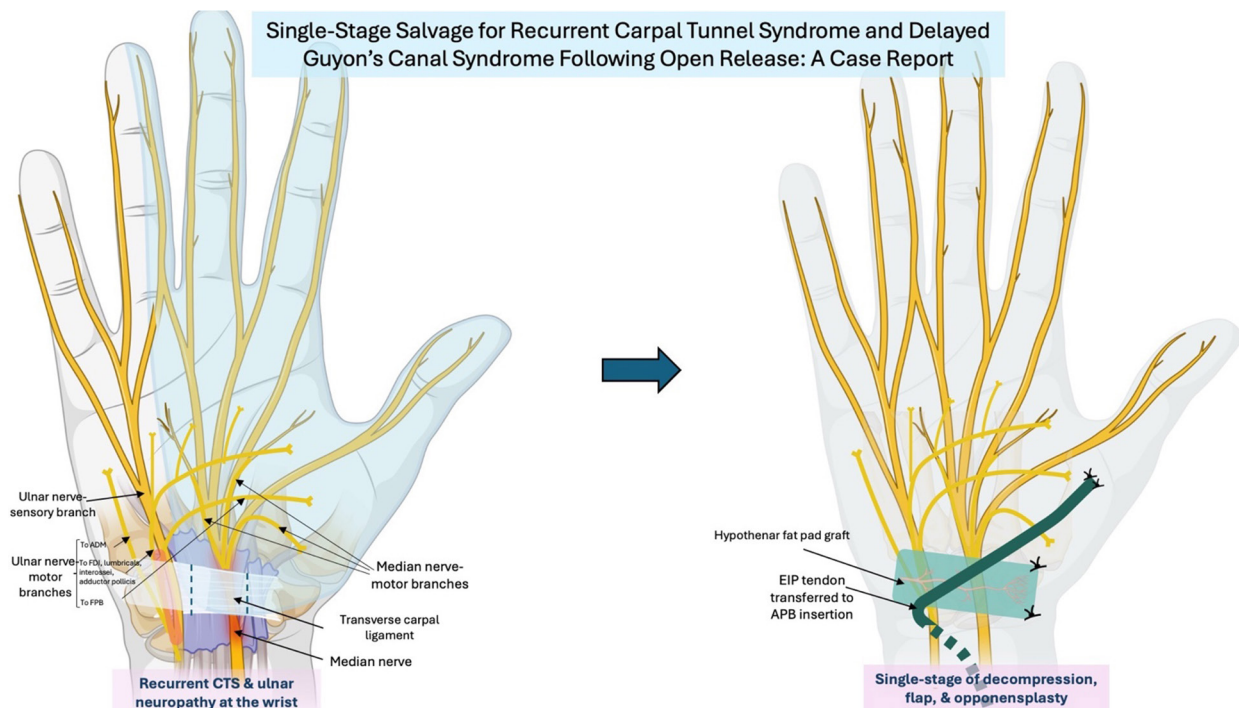 Single-Stage Salvage for Recurrent Carpal Tunnel Syndrome and Delayed
Guyon's Canal Syndrome Following Open Release: A Case Report
Ulnar nerve-
sensory branch
Ulnar nerve-
motor
branches
To ADM
To FDI, lumbricals,
interossei,
adductor pollicis
To FPB
Median nerve-
motor branches
Transverse carpal
ligament
Median nerve
Recurrent CTS & ulnar
neuropathy at the wrist
Hypothenar fat pad graft
EIP tendon
transferred to
APB insertion
Single-stage of decompression,
flap, & opponensplasty